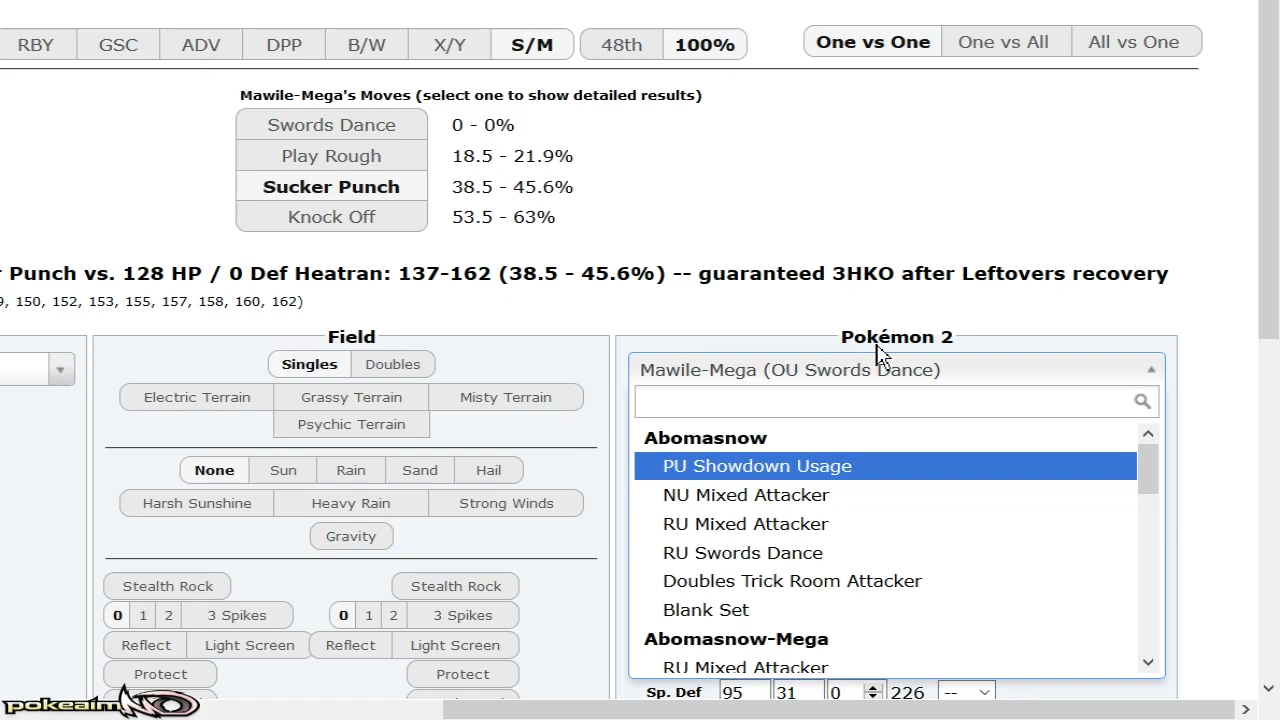 RBY GSC ADV DPP B/W X/Y S/M 48th 100% One vs One One vs All All vs One
Mawile-Mega's Moves (select one to show detailed results)
Swords Dance 0 - 0%
Play Rough 18.5 - 21.9%
Sucker Punch 38.5 - 45.6%
Knock Off 53.5 - 63%
r Punch vs. 128 HP / 0 Def Heatran: 137-162 (38.5 - 45.6%) -- guaranteed 3HKO after Leftovers recovery
9, 150, 152, 153, 155, 157, 158, 160, 162)
Field
Singles Doubles
Electric Terrain Grassy Terrain Misty Terrain
Psychic Terrain
None Sun Rain Sand Hail
Harsh Sunshine Heavy Rain Strong Winds
Gravity
Stealth Rock Stealth Rock
0 1 2 3 Spikes 0 1 2 3 Spikes
Reflect Light Screen Reflect Light Screen
Protect Protect
Pokémon 2
Mawile-Mega (OU Swords Dance)
Abomasnow
PU Showdown Usage
NU Mixed Attacker
RU Mixed Attacker
RU Swords Dance
Doubles Trick Room Attacker
Blank Set
Abomasnow-Mega
RU Mixed Attacker
Sp. Def 95 31 0 226 --
pokeaimMD